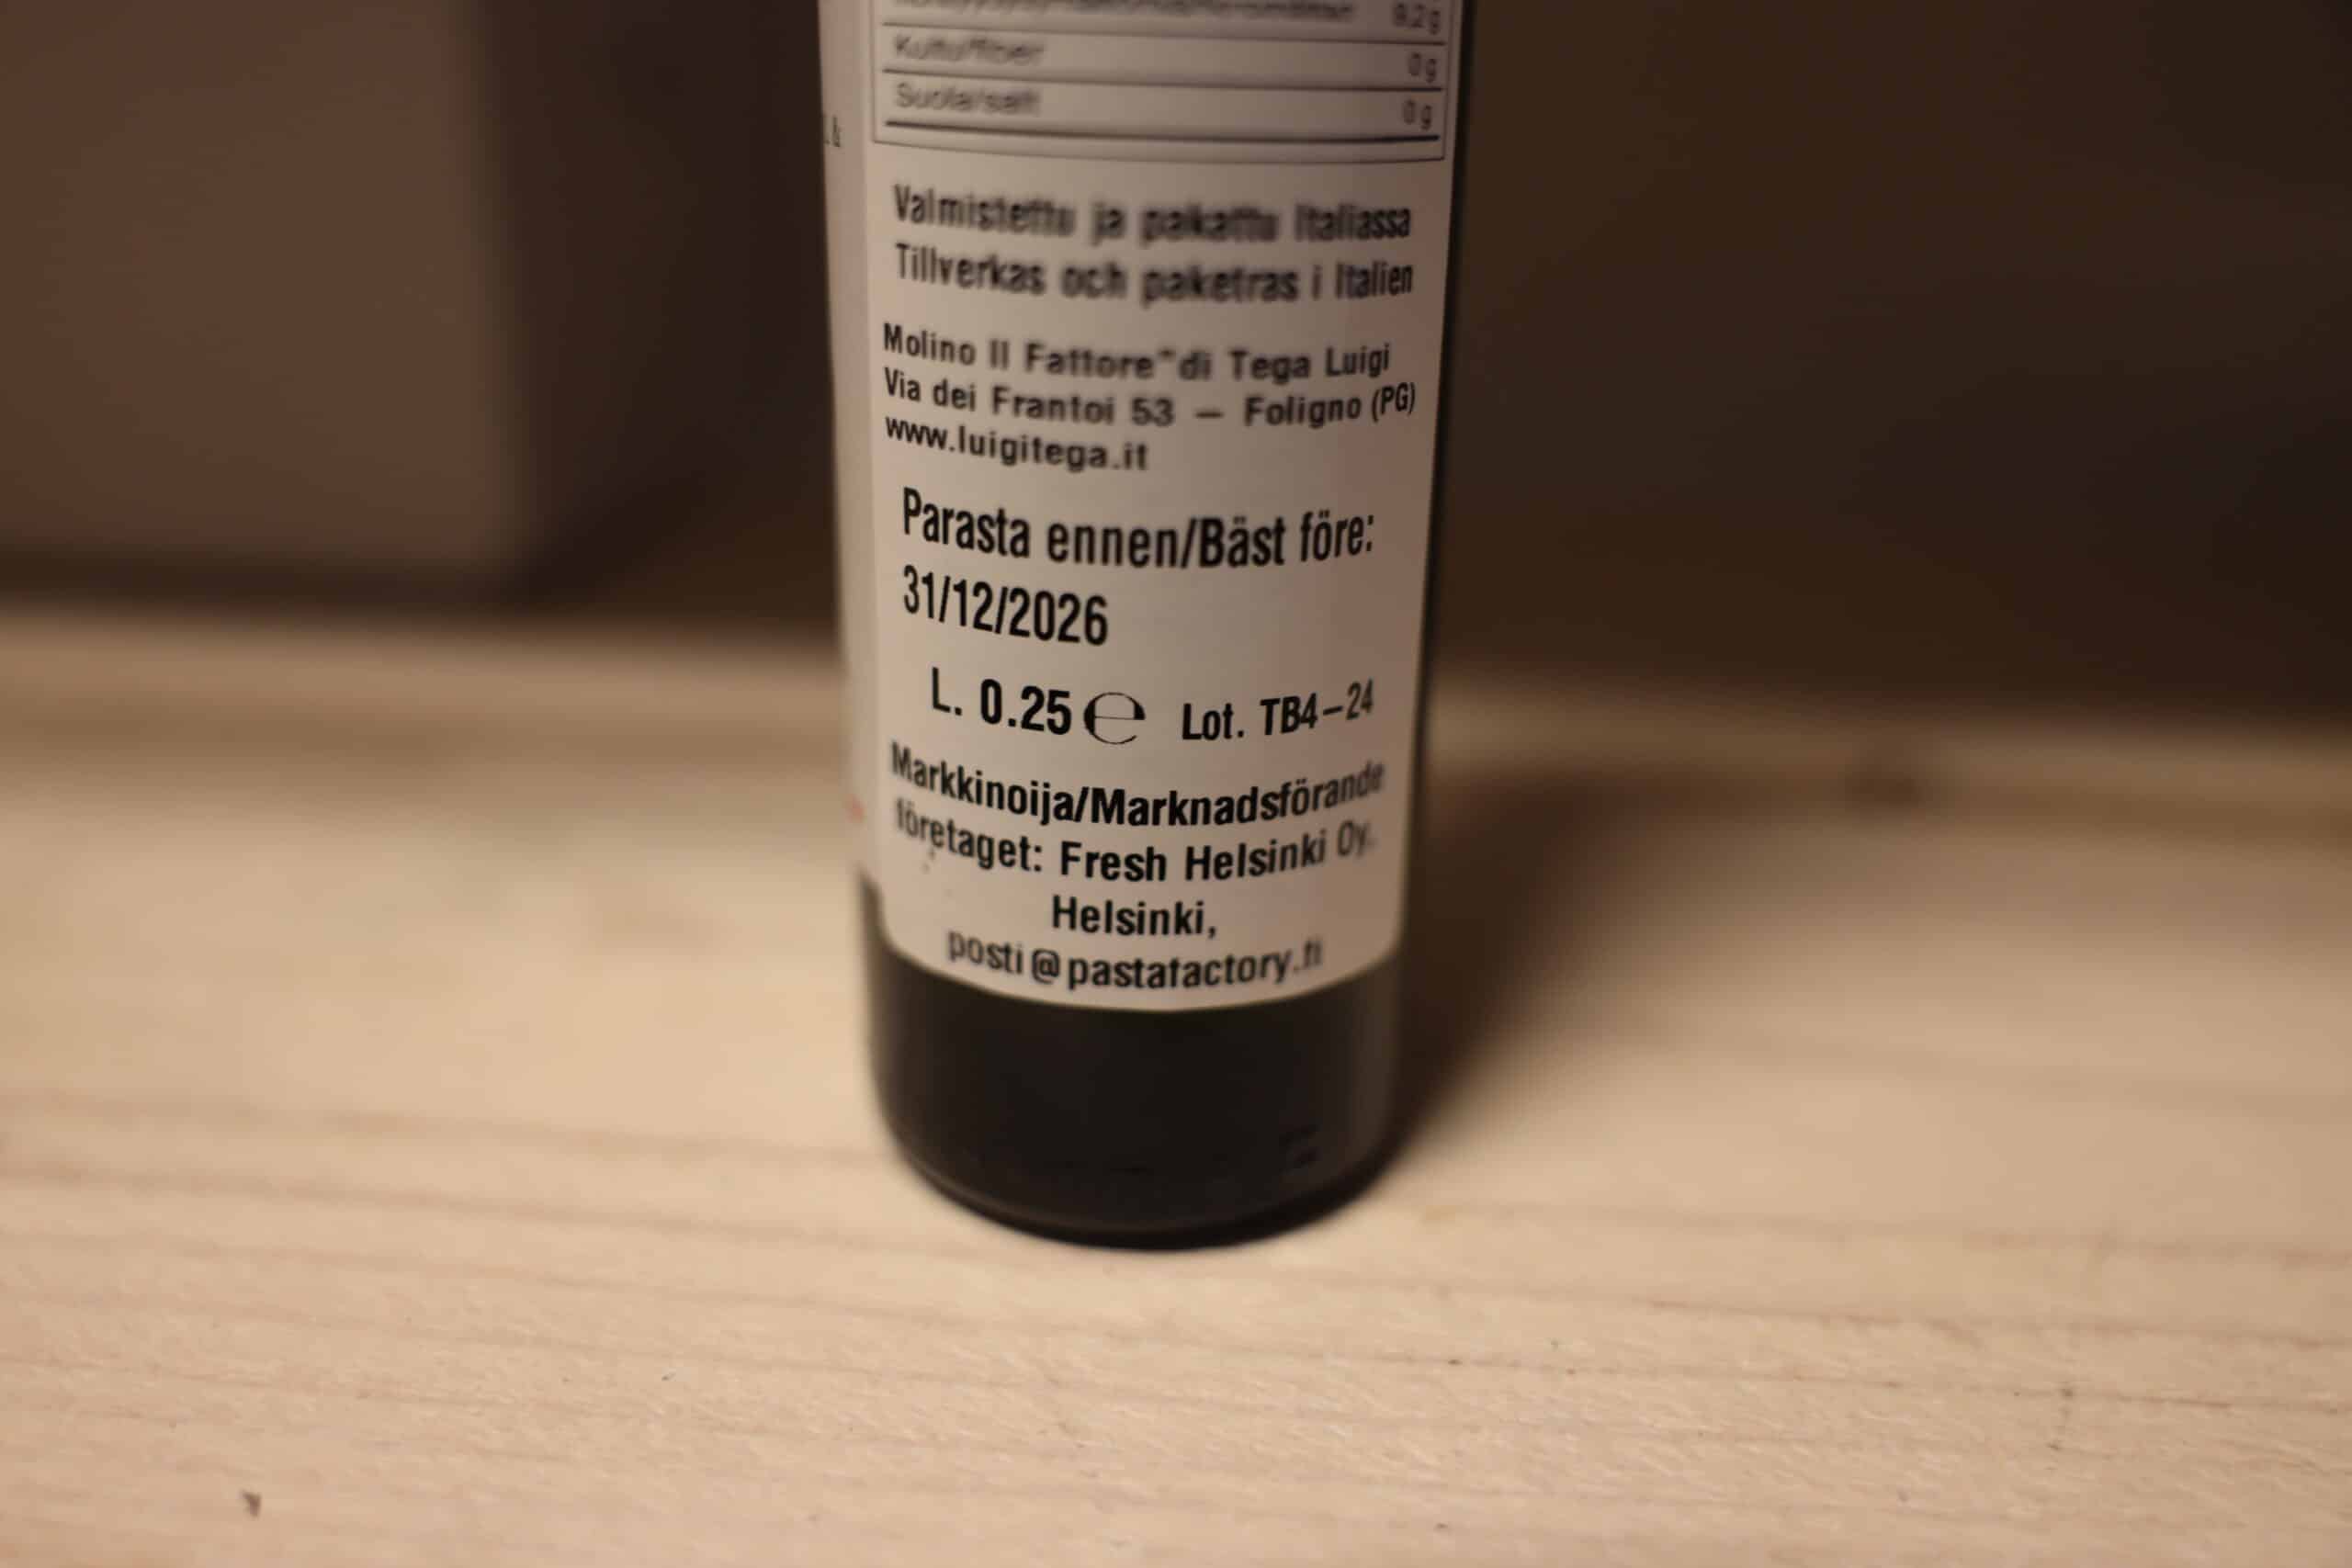 9.2 g
Kuitu/fiber 0 g
Suola/salt 0 g
Valmistettu ja pakattu Italiassa
Tillverkas och paketras i Italien
Molino Il Fattore" di Tega Luigi
Via dei Frantoi 53 – Foligno (PG)
www.luigitega.it
Parasta ennen/Bäst före:
31/12/2026
L. 0.25 ℮ Lot. TB4-24
Markkinoija/Marknadsförande
företaget: Fresh Helsinki Oy.
Helsinki,
posti@pastafactory.fi